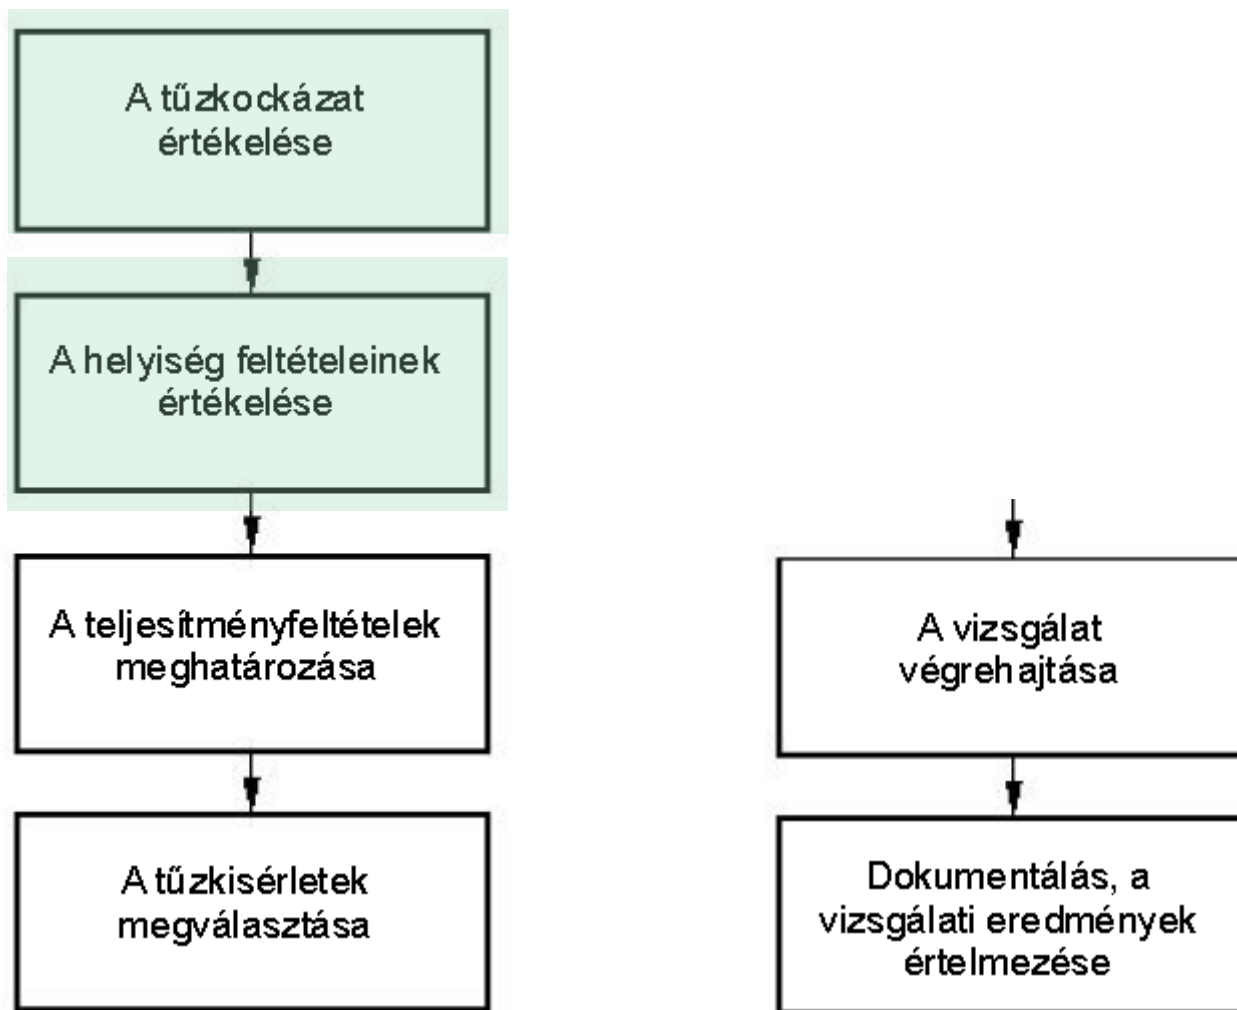 A tűzkockázat
értékelése
A helyiség feltételeinek
értékelése
A teljesítményfeltételek
meghatározása
A tűzkisérletek
megválasztása
A vizsgálat
végrehajtása
Dokumentálás, a
vizsgálati eredmények
értelmezése